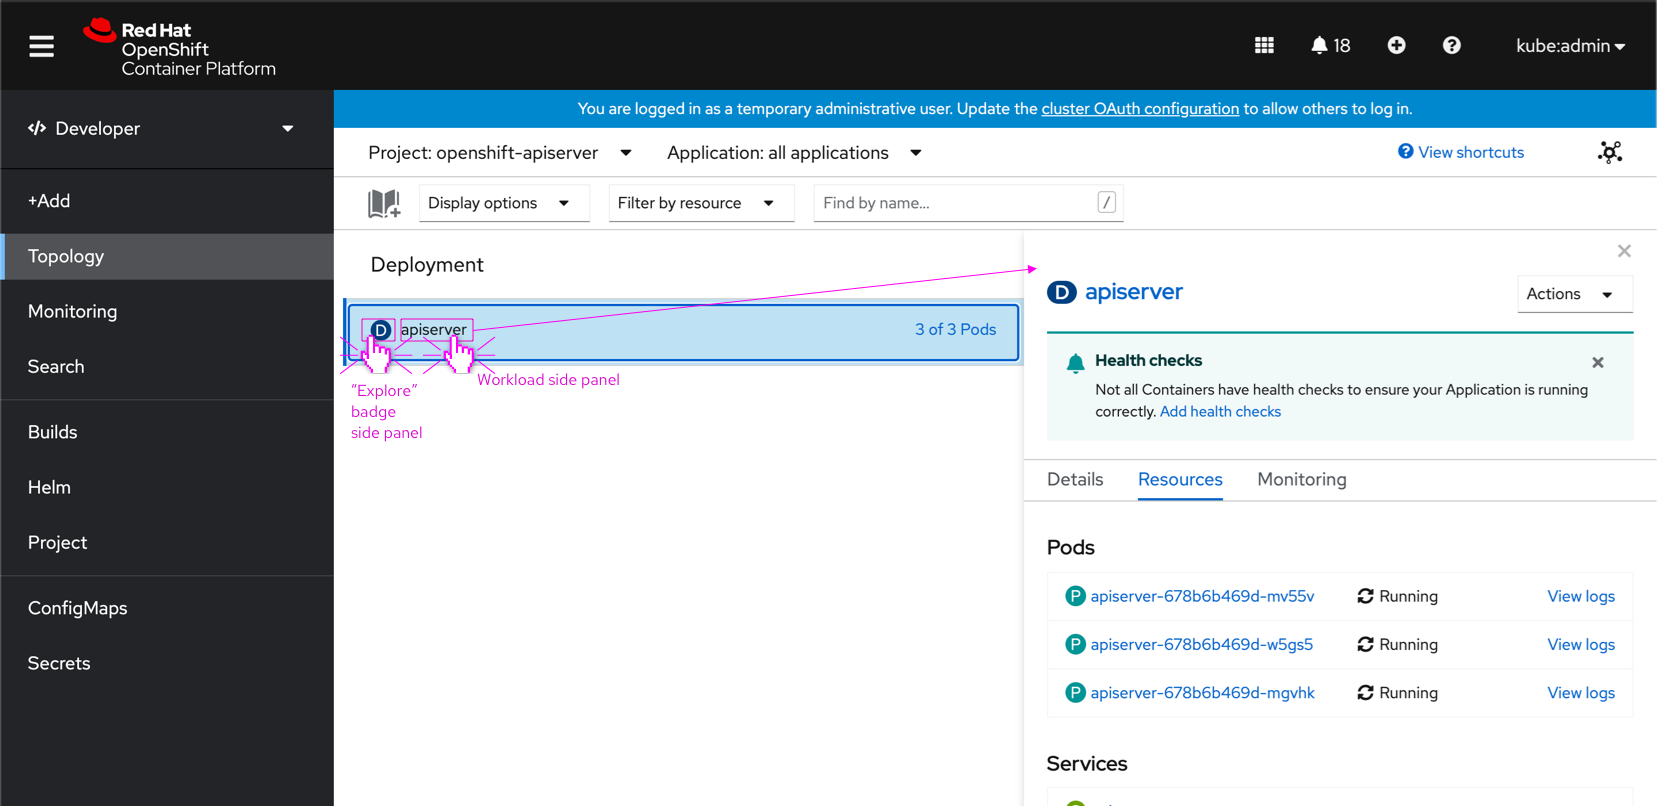 Red Hat
OpenShift
Container Platform
18
kube:admin
Developer
You are logged in as a temporary administrative user. Update the cluster OAuth configuration to allow others to log in.
Project: openshift-apiserver
Application: all applications
View shortcuts
+Add
Topology
Monitoring
Search
Builds
Helm
Project
ConfigMaps
Secrets
Display options
Filter by resource
Find by name...
/
Deployment
D apiserver
3 of 3 Pods
"Explore"
badge
side panel
Workload side panel
D apiserver
Actions
Health checks
Not all Containers have health checks to ensure your Application is running
correctly. Add health checks
Details Resources Monitoring
Pods
P apiserver-678b6b469d-mv55v Running View logs
P apiserver-678b6b469d-w5gs5 Running View logs
P apiserver-678b6b469d-mgvhk Running View logs
Services